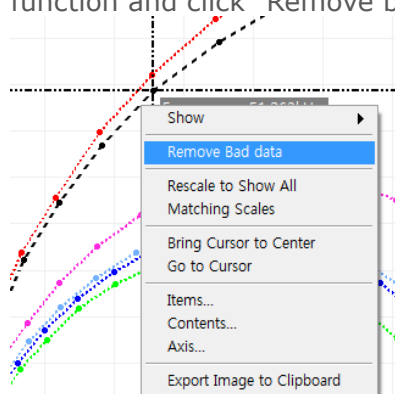 function and click "Remove b
Show
Remove Bad data
Rescale to Show All
Matching Scales
Bring Cursor to Center
Go to Cursor
Items...
Contents...
Axis...
Export Image to Clipboard